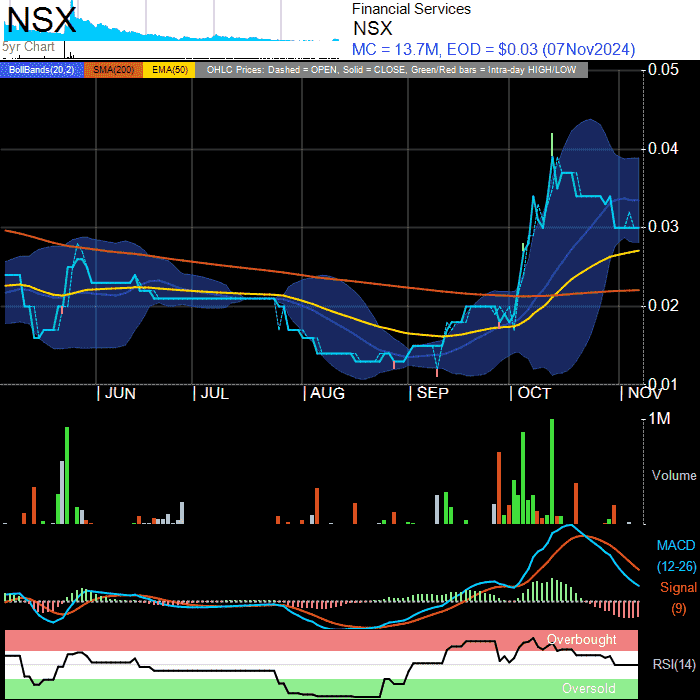 NSX
5yr Chart
Financial Services
NSX
MC = 13.7M, EOD = $0.03 (07Nov2024)
BollBands(20,2) SMA(200) EMA(50) OHLC Prices: Dashed = OPEN, Solid = CLOSE, Green/Red bars = Intra-day HIGH/LOW
0.05
0.04
0.03
0.02
0.01
| JUN | JUL | AUG | SEP | OCT | NOV
1M
Volume
MACD
(12-26)
Signal
(9)
Overbought
RSI(14)
Oversold